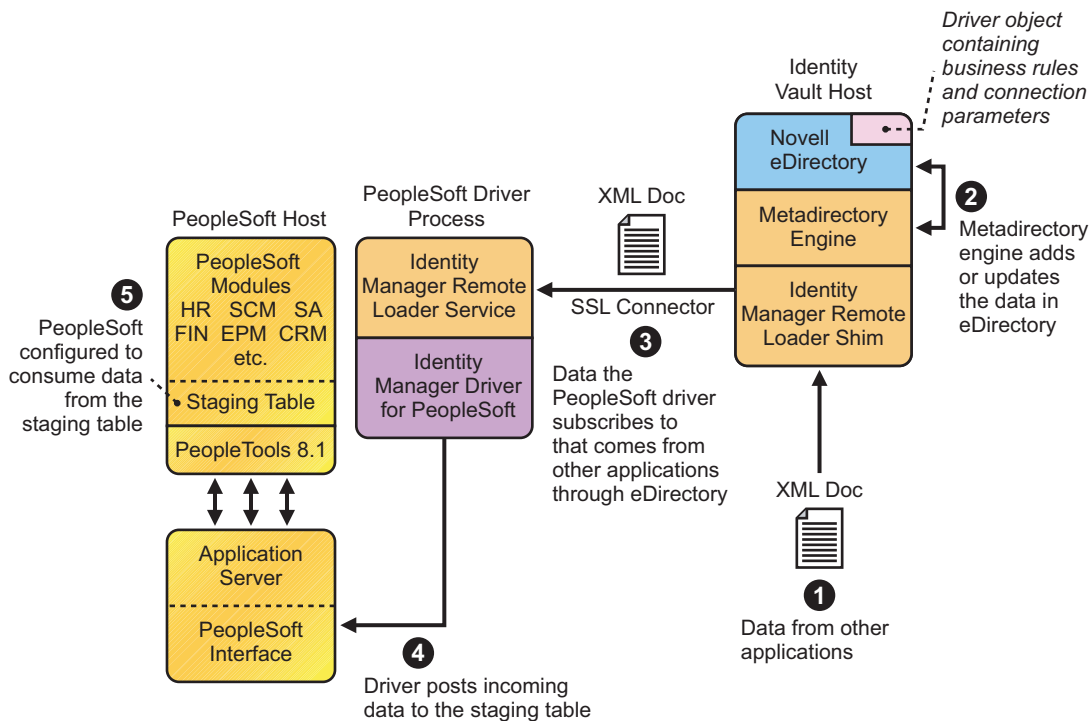 Driver object
containing
business rules
and connection
parameters
Identity
Vault Host
Novell
eDirectory
Metadirectory
Engine
Identity
Manager Remote
Loader Shim
2
Metadirectory
engine adds
or updates
the data in
eDirectory
XML Doc
SSL Connector
3
Data the
PeopleSoft driver
subscribes to
that comes from
other applications
through eDirectory
PeopleSoft Driver
Process
Identity
Manager Remote
Loader Service
Identity
Manager Driver
for PeopleSoft
PeopleSoft Host
PeopleSoft
Modules
HR SCM SA
FIN EPM CRM
etc.
Staging Table
PeopleTools 8.1
5
PeopleSoft
configured to
consume data
from the
staging table
Application
Server
PeopleSoft
Interface
4
Driver posts incoming
data to the staging table
XML Doc
1
Data from other
applications